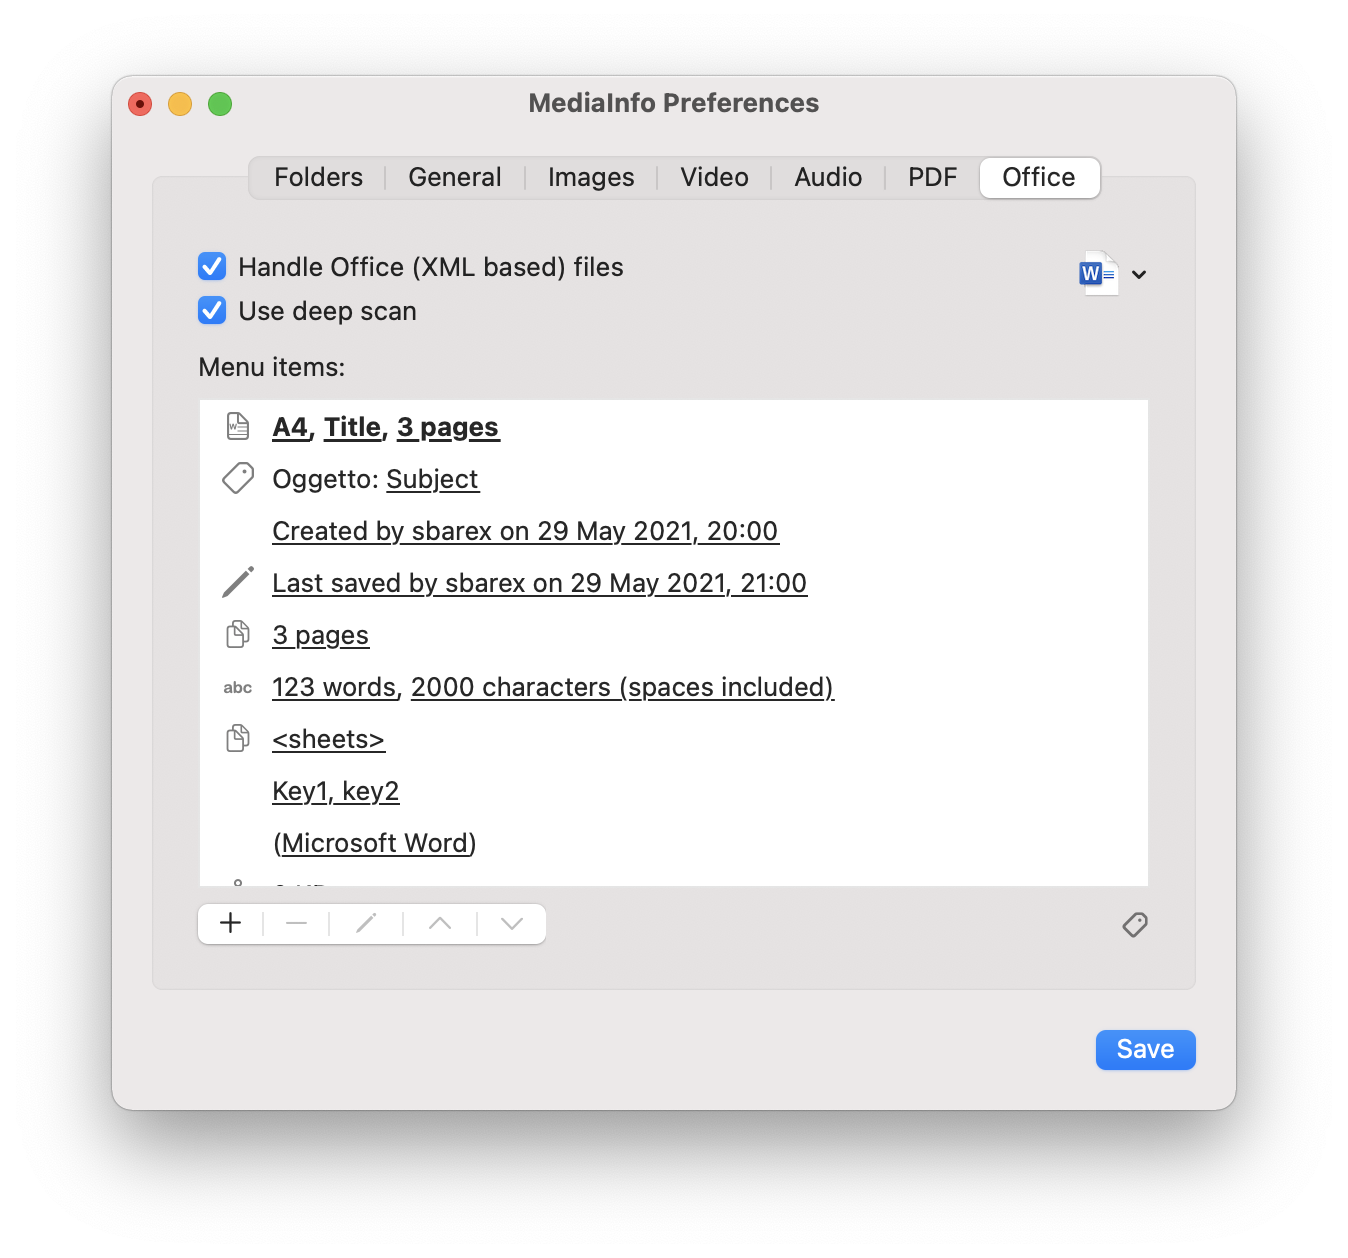 MediaInfo Preferences
Folders General Images Video Audio PDF Office
Handle Office (XML based) files
W
Use deep scan
Menu items:
A4, Title, 3 pages
Oggetto: Subject
Created by sbarex on 29 May 2021, 20:00
Last saved by sbarex on 29 May 2021, 21:00
3 pages
abc 123 words, 2000 characters (spaces included)
<sheets>
Key1, key2
(Microsoft Word)
Save